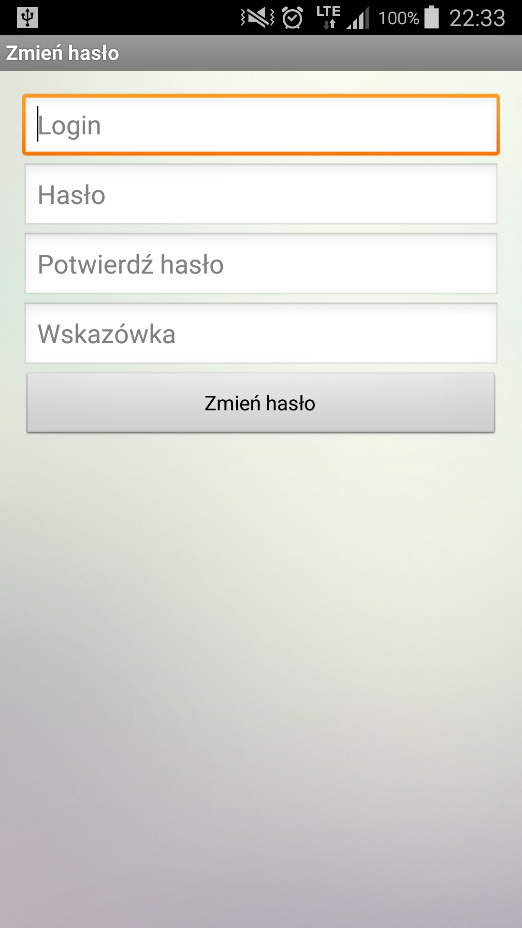 LTE 100% 22:33
Zmień hasło
Login
Hasło
Potwierdź hasło
Wskazówka
Zmień hasło